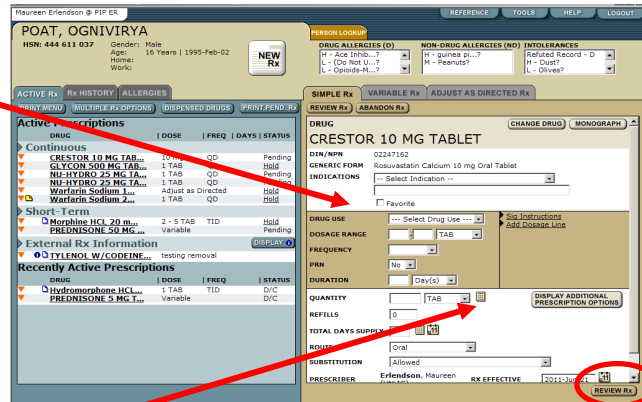 Maureen Erlendson @ PIP ER
REFERENCE TOOLS HELP LOGOUT
POAT, OGNIVIRYA
HSN: 444 611 037
Gender: Male
Age: 16 Years | 1995-Feb-02
Home:
Work:
NEW Rx
PERSON LOOKUP
DRUG ALLERGIES (D) NON-DRUG ALLERGIES (ND) INTOLERANCES
H - Ace Inhib...? H - guinea pi...? Refuted Record - D
L - (Do Not U...? M - Peanuts? H - Dust?
L - Opioids-M...? L - Olives?
ACTIVE Rx Rx HISTORY ALLERGIES
PRINT MENU MULTIPLE Rx OPTIONS DISPENSED DRUGS PRINT PEND. Rx
Active Prescriptions
DRUG | DOSE | FREQ | DAYS | STATUS
Continuous
CRESTOR 10 MG TAB... 10 mg QD Pending
GLYCON 500 MG TAB... 1 TAB QD Hold
NU-HYDRO 25 MG TA... 1 TAB QD Pending
NU-HYDRO 25 MG TA... 1 TAB QD Pending
Warfarin Sodium 1... Adjust as Directed Hold
Warfarin Sodium 2... 1 TAB QD Hold
Short-Term
Morphine HCL 20 m... 2 - 5 TAB TID Hold
PREDNISONE 50 MG ... Variable Pending
External Rx Information DISPLAY
TYLENOL W/CODEINE... testing removal
Recently Active Prescriptions
DRUG | DOSE | FREQ | STATUS
Hydromorphone HCL... 1 TAB TID D/C
PREDNISONE 5 MG T... Variable D/C
SIMPLE Rx VARIABLE Rx ADJUST AS DIRECTED Rx
REVIEW Rx ABANDON Rx
DRUG CHANGE DRUG MONOGRAPH
CRESTOR 10 MG TABLET
DIN/NPN 02247162
GENERIC FORM Rosuvastatin Calcium 10 mg Oral Tablet
INDICATIONS -- Select Indication --
Favorite
DRUG USE --- Select Drug Use --- Sig Instructions
Add Dosage Line
DOSAGE RANGE - TAB
FREQUENCY
PRN No
DURATION Day(s)
QUANTITY TAB DISPLAY ADDITIONAL PRESCRIPTION OPTIONS
REFILLS 0
TOTAL DAYS SUPPLY
ROUTE Oral
SUBSTITUTION Allowed
PRESCRIBER Erlendson, Maureen RX EFFECTIVE 2011-Jun-21
REVIEW Rx